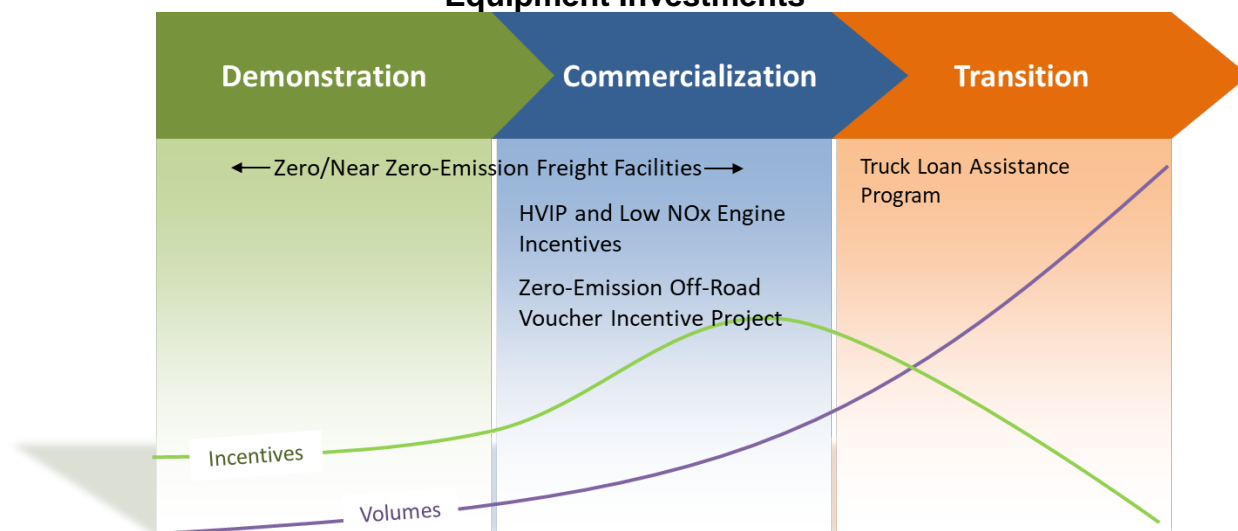 Equipment Investments
Demonstration
Commercialization
Transition
Zero/Near Zero-Emission Freight Facilities
HVIP and Low NOx Engine
Incentives
Zero-Emission Off-Road
Voucher Incentive Project
Truck Loan Assistance
Program
Incentives
Volumes